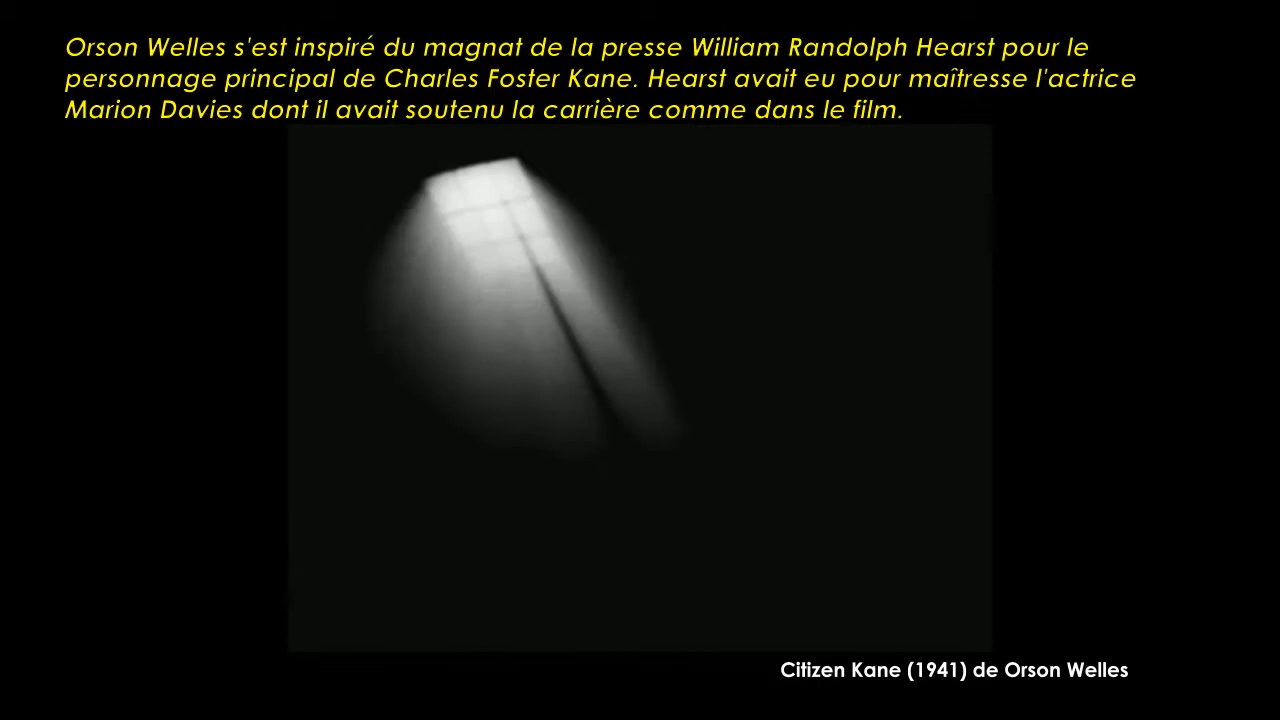 Orson Welles s'est inspiré du magnat de la presse William Randolph Hearst pour le
personnage principal de Charles Foster Kane. Hearst avait eu pour maîtresse l'actrice
Marion Davies dont il avait soutenu la carrière comme dans le film.
Citizen Kane (1941) de Orson Welles